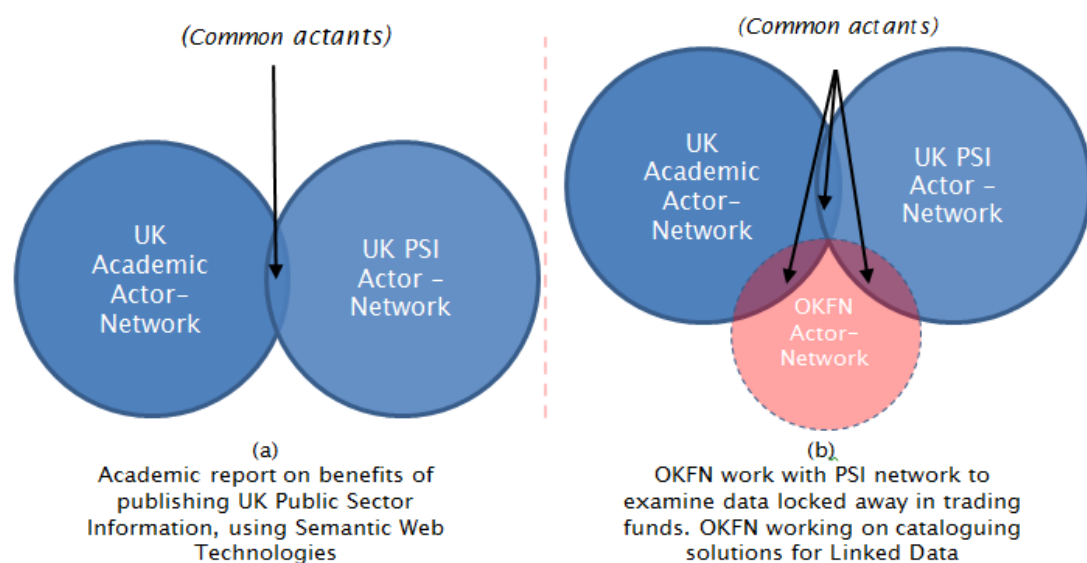 (Common actants)
UK
Academic
Actor–
Network
UK PSI
Actor –
Network
(a)
Academic report on benefits of
publishing UK Public Sector
Information, using Semantic Web
Technologies
(Common actants)
UK
Academic
Actor–
Network
UK PSI
Actor –
Network
OKFN
Actor–
Network
(b)
OKFN work with PSI network to
examine data locked away in trading
funds. OKFN working on cataloguing
solutions for Linked Data